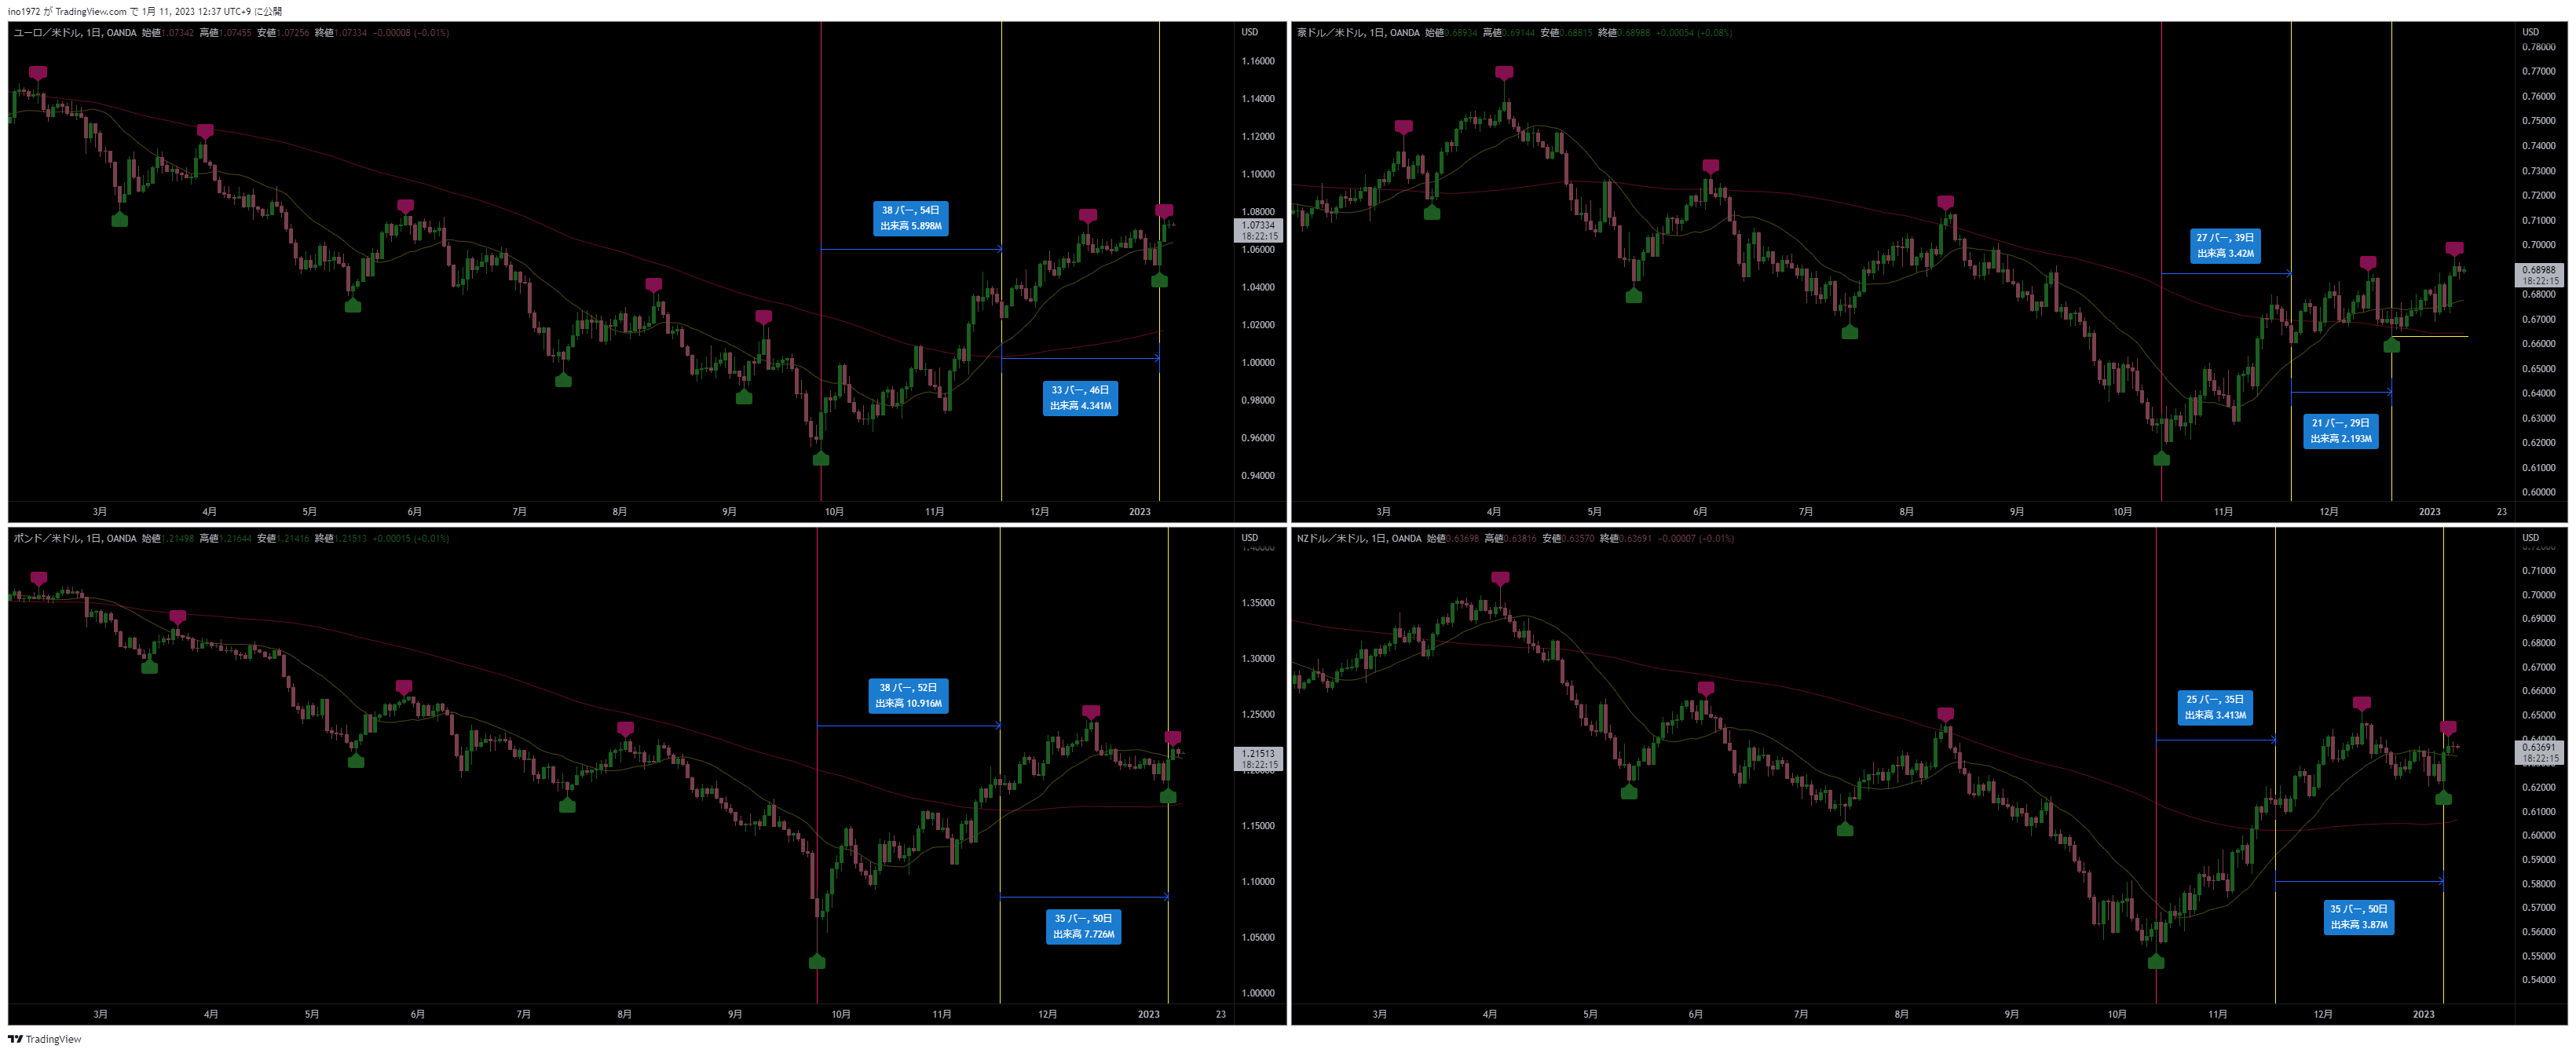 ino1972 が TradingView.com で 1月 11, 2023 12:37 UTC+9 に公開
ユーロ／米ドル, 1日, OANDA 始値1.07342 高値1.07455 安値1.07256 終値1.07334 −0.00008 (−0.01%)
USD
1.16000
1.14000
1.12000
1.10000
1.08000
1.07334
18:22:15
1.06000
1.04000
1.02000
1.00000
0.98000
0.96000
0.94000
38 バー, 54日
出来高 5.898M
33 バー, 46日
出来高 4.341M
3月 4月 5月 6月 7月 8月 9月 10月 11月 12月 2023
豪ドル／米ドル, 1日, OANDA 始値0.68934 高値0.69144 安値0.68815 終値0.68988 +0.00054 (+0.08%)
USD
0.78000
0.77000
0.76000
0.75000
0.74000
0.73000
0.72000
0.71000
0.70000
0.68988
18:22:15
0.68000
0.67000
0.66000
0.65000
0.64000
0.63000
0.62000
0.61000
0.60000
27 バー, 39日
出来高 3.42M
21 バー, 29日
出来高 2.193M
3月 4月 5月 6月 7月 8月 9月 10月 11月 12月 2023 23
ポンド／米ドル, 1日, OANDA 始値1.21498 高値1.21644 安値1.21416 終値1.21513 +0.00015 (+0.01%)
USD
1.40000
1.35000
1.30000
1.25000
1.21513
18:22:15
1.20000
1.15000
1.10000
1.05000
1.00000
38 バー, 52日
出来高 10.916M
35 バー, 50日
出来高 7.726M
3月 4月 5月 6月 7月 8月 9月 10月 11月 12月 2023 23
NZドル／米ドル, 1日, OANDA 始値0.63698 高値0.63816 安値0.63570 終値0.63691 −0.00007 (−0.01%)
USD
0.72000
0.71000
0.70000
0.69000
0.68000
0.67000
0.66000
0.65000
0.64000
0.63691
18:22:15
0.62000
0.61000
0.60000
0.59000
0.58000
0.57000
0.56000
0.55000
0.54000
25 バー, 35日
出来高 3.413M
35 バー, 50日
出来高 3.87M
3月 4月 5月 6月 7月 8月 9月 10月 11月 12月 2023
TradingView